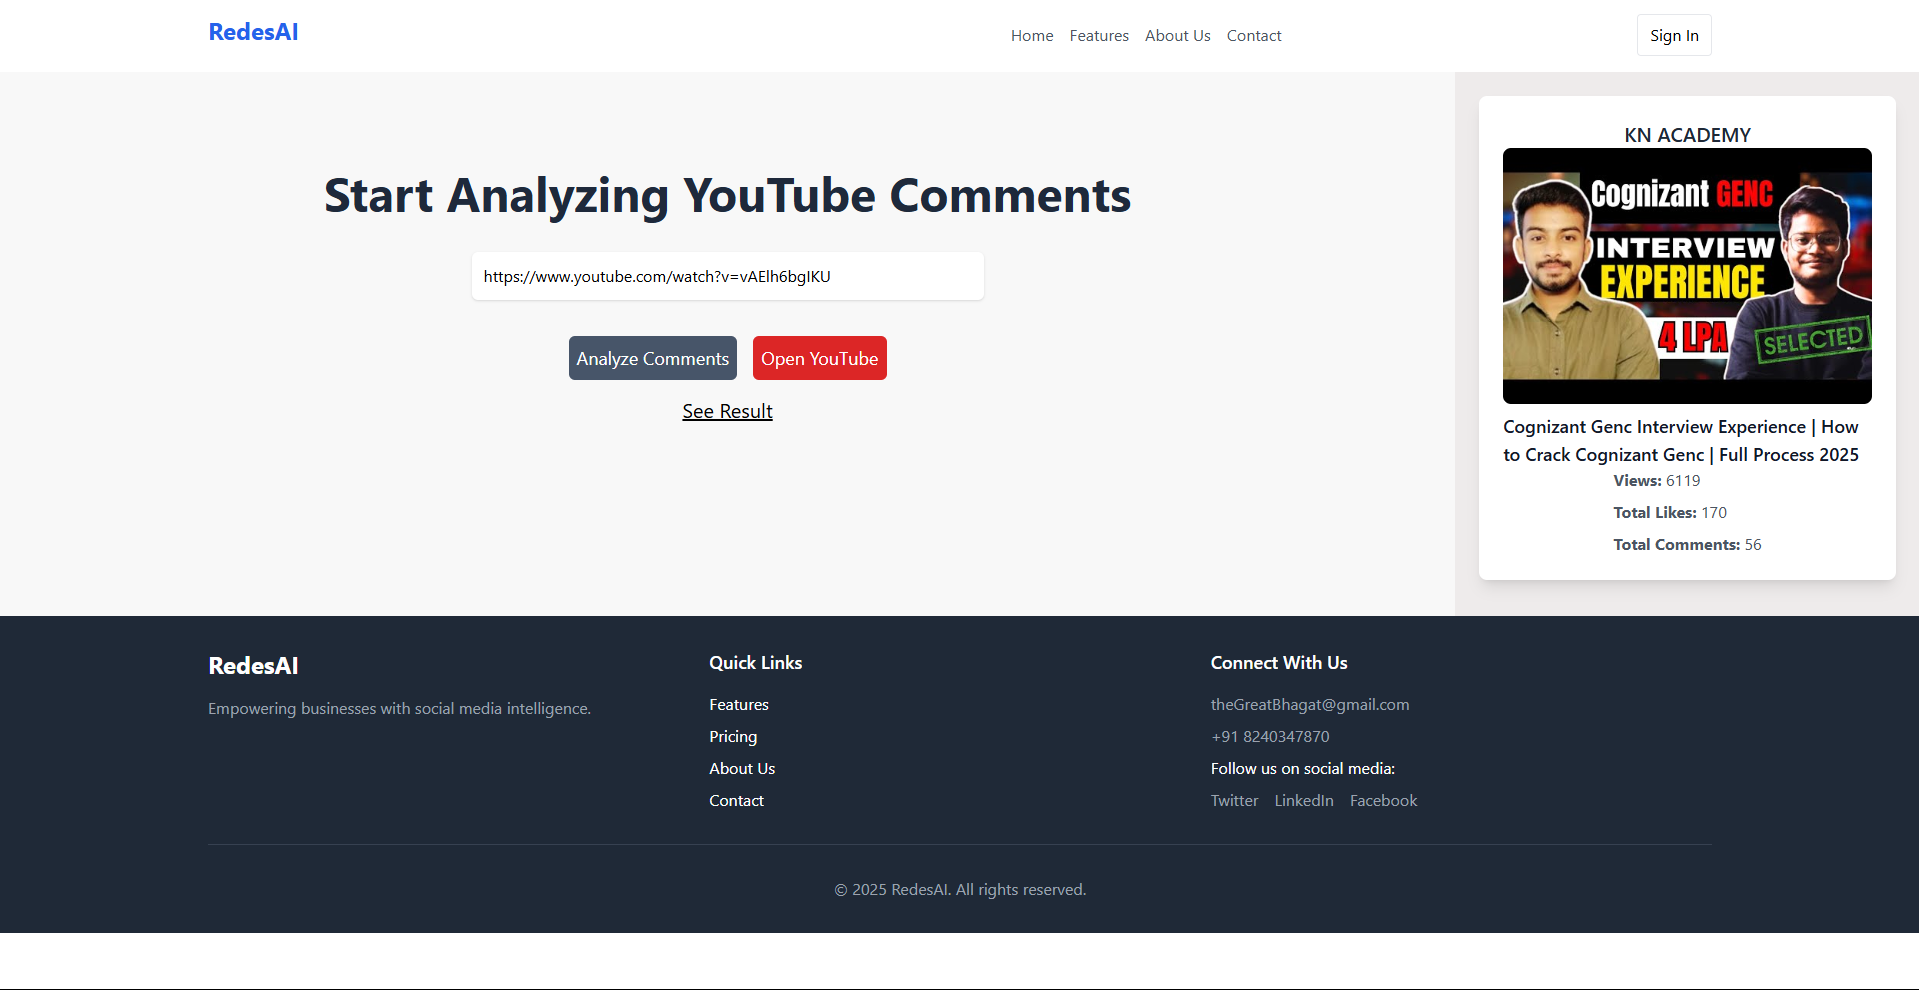 RedesAI
Home Features About Us Contact
Sign In
Start Analyzing YouTube Comments
https://www.youtube.com/watch?v=vAElh6bgIKU
Analyze Comments
Open YouTube
See Result
KN ACADEMY
Cognizant GENC
INTERVIEW
EXPERIENCE
4 LPA
SELECTED
Cognizant Genc Interview Experience | How
to Crack Cognizant Genc | Full Process 2025
Views: 6119
Total Likes: 170
Total Comments: 56
RedesAI
Empowering businesses with social media intelligence.
Quick Links
Features
Pricing
About Us
Contact
Connect With Us
theGreatBhagat@gmail.com
+91 8240347870
Follow us on social media:
Twitter LinkedIn Facebook
© 2025 RedesAI. All rights reserved.